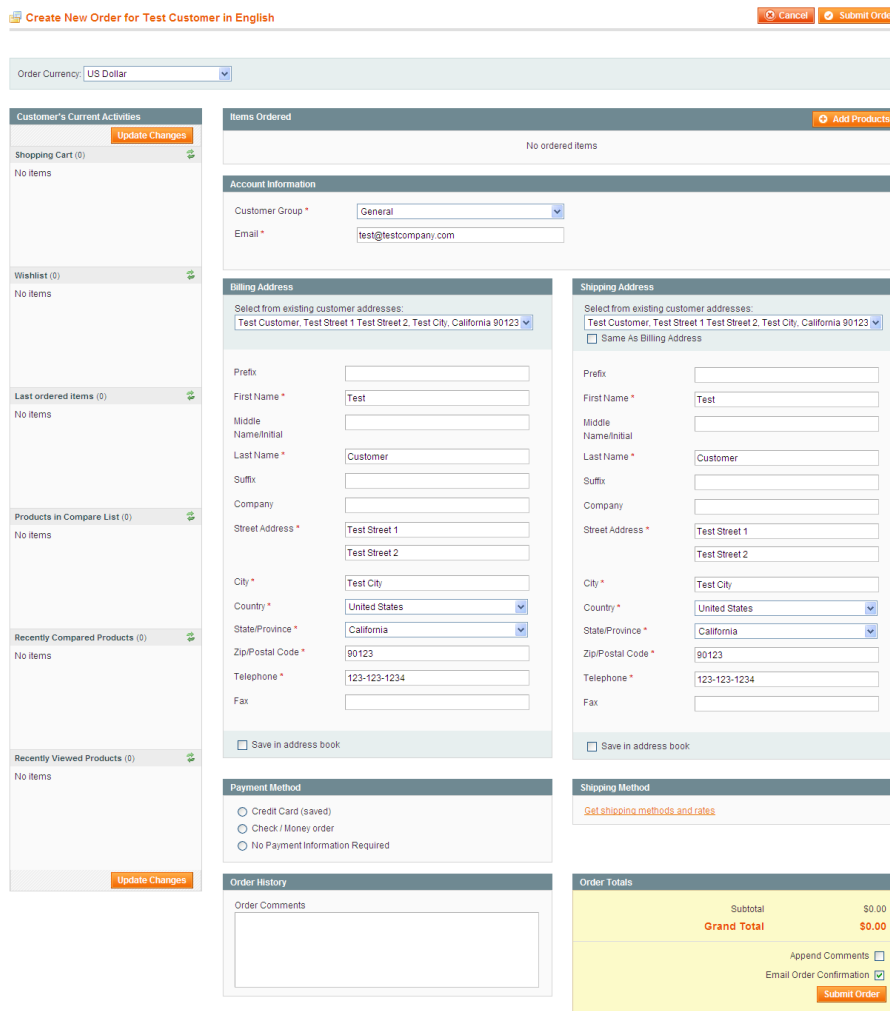 Create New Order for Test Customer in English
Cancel
Submit Orde
Order Currency: US Dollar
Customer's Current Activities
Update Changes
Shopping Cart (0)
No items
Wishlist (0)
No items
Last ordered items (0)
No items
Products in Compare List (0)
No items
Recently Compared Products (0)
No items
Recently Viewed Products (0)
No items
Update Changes
Items Ordered
Add Products
No ordered items
Account Information
Customer Group * General
Email * test@testcompany.com
Billing Address
Select from existing customer addresses:
Test Customer, Test Street 1 Test Street 2, Test City, California 90123
Prefix
First Name * Test
Middle
Name/Initial
Last Name * Customer
Suffix
Company
Street Address * Test Street 1
Test Street 2
City * Test City
Country * United States
State/Province * California
Zip/Postal Code * 90123
Telephone * 123-123-1234
Fax
Save in address book
Shipping Address
Select from existing customer addresses:
Test Customer, Test Street 1 Test Street 2, Test City, California 90123
Same As Billing Address
Prefix
First Name * Test
Middle
Name/Initial
Last Name * Customer
Suffix
Company
Street Address * Test Street 1
Test Street 2
City * Test City
Country * United States
State/Province * California
Zip/Postal Code * 90123
Telephone * 123-123-1234
Fax
Save in address book
Payment Method
Credit Card (saved)
Check / Money order
No Payment Information Required
Shipping Method
Get shipping methods and rates
Order History
Order Comments
Order Totals
Subtotal $0.00
Grand Total $0.00
Append Comments
Email Order Confirmation
Submit Order